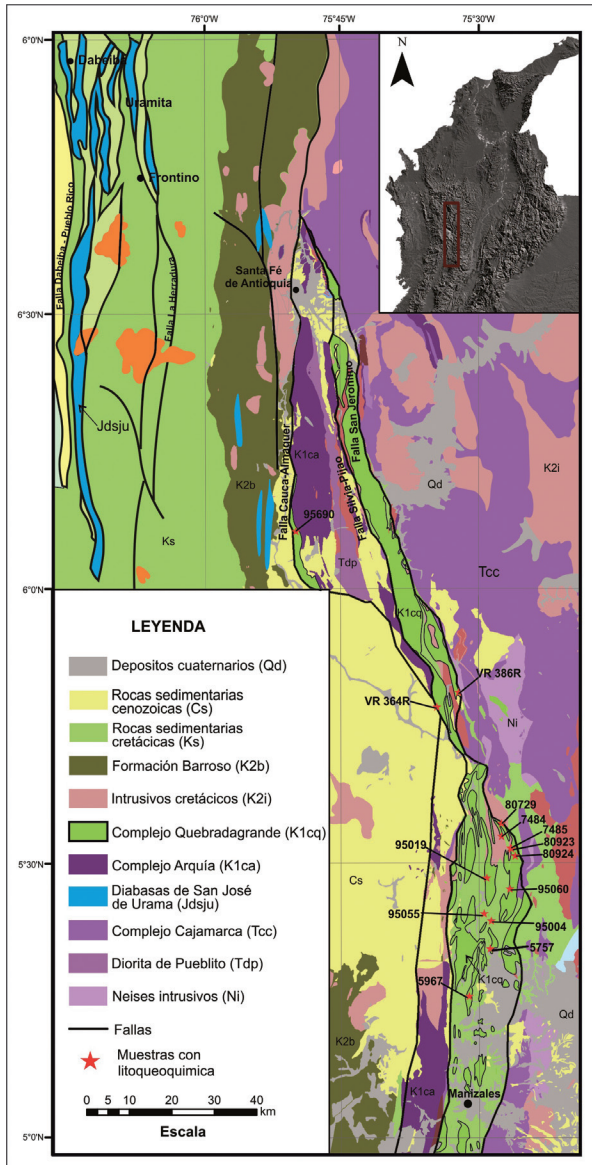 76°0'
75°45'
75°30'
6°0'
Dabeiba
Uramita
Frontino
Falla Dabeiba - Pueblo Rico
Falla La Herradura
Santa Fé
de Antioquia
N
6°30'
Jdsju
K2b
Falla Cauca-Almaguer
K1ca
Falla Silvia-Pijao
Falla San Jerónimo
Qd
K2i
95690
Ks
Tdp
Tcc
6°0'
K1cq
VR 386R
VR 364R
Ni
LEYENDA
Depositos cuaternarios (Qd)
Rocas sedimentarias
cenozoicas (Cs)
Rocas sedimentarias
cretácicas (Ks)
Formación Barroso (K2b)
Intrusivos cretácicos (K2i)
Complejo Quebradagrande (K1cq)
Complejo Arquía (K1ca)
Diabasas de San José
de Urama (Jdsju)
Complejo Cajamarca (Tcc)
Diorita de Pueblito (Tdp)
Neises intrusivos (Ni)
Fallas
Muestras con
litoqueoquimica
0 5 10 20 30 40
km
Escala
80729
7484
7485
80923
80924
95019
5°30'
Cs
95060
95055
95004
5757
5967
K1cq
Qd
K2b
K1ca
Manizales
5°0'